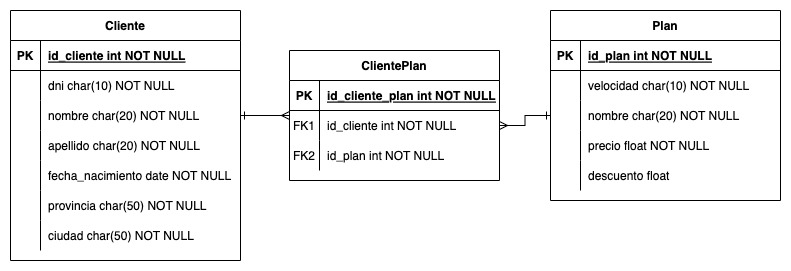 Cliente
PK id_cliente int NOT NULL
dni char(10) NOT NULL
nombre char(20) NOT NULL
apellido char(20) NOT NULL
fecha_nacimiento date NOT NULL
provincia char(50) NOT NULL
ciudad char(50) NOT NULL
ClientePlan
PK id_cliente_plan int NOT NULL
FK1 id_cliente int NOT NULL
FK2 id_plan int NOT NULL
Plan
PK id_plan int NOT NULL
velocidad char(10) NOT NULL
nombre char(20) NOT NULL
precio float NOT NULL
descuento float